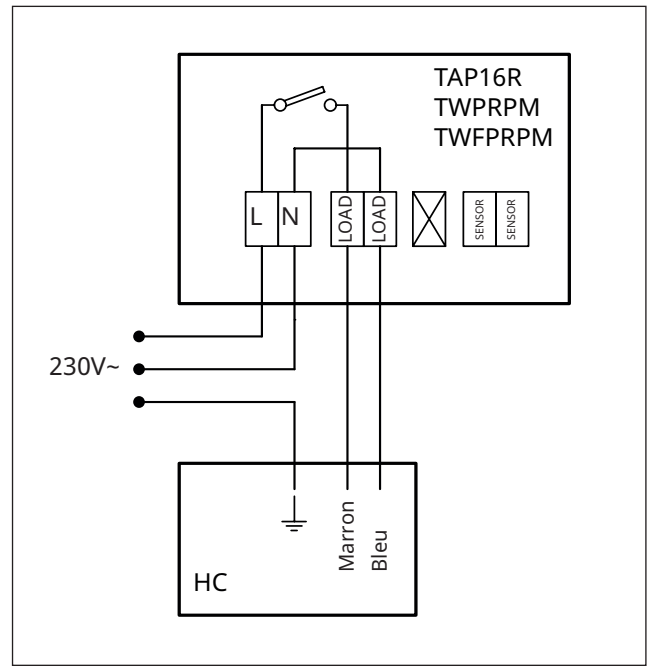 TAP16R
TWPRPM
TWFPRPM
L
N
LOAD
LOAD
SENSOR
SENSOR
230V~
Marron
Bleu
HC